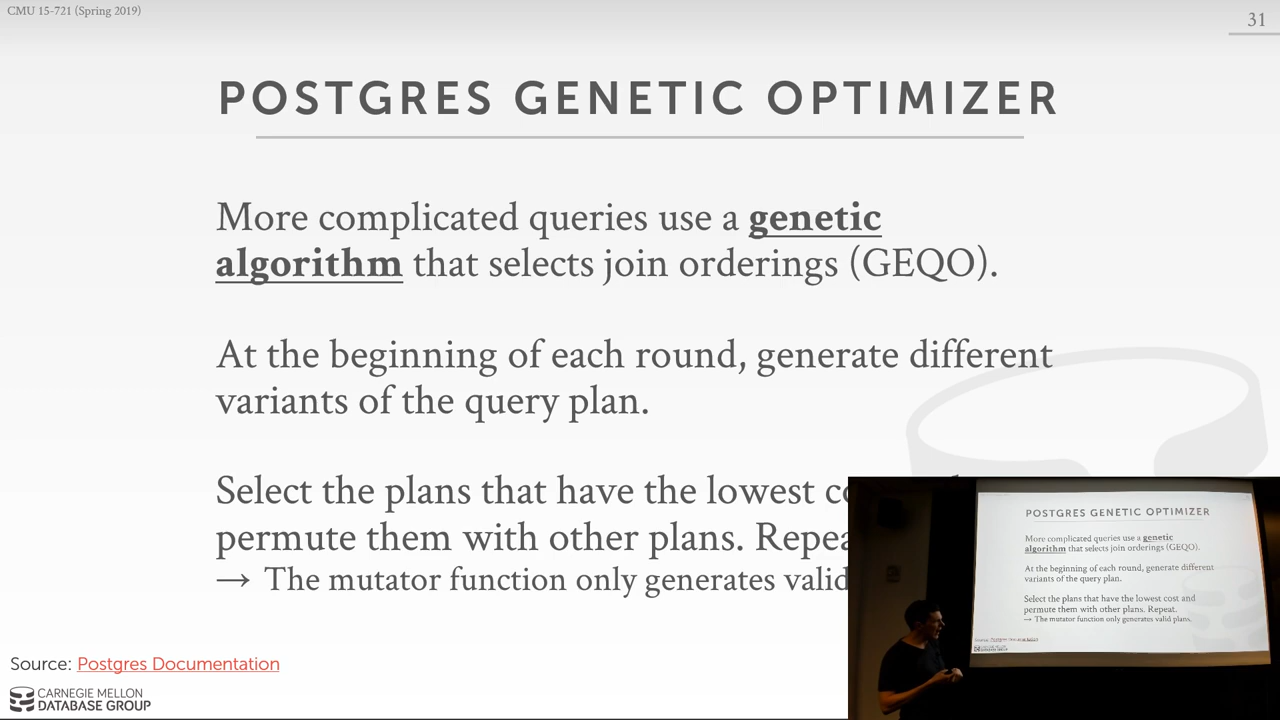 CMU 15-721 (Spring 2019)
31
POSTGRES GENETIC OPTIMIZER
More complicated queries use a genetic
algorithm that selects join orderings (GEQO).
At the beginning of each round, generate different
variants of the query plan.
Select the plans that have the lowest co
permute them with other plans. Repea
→ The mutator function only generates valid
Source: Postgres Documentation
CARNEGIE MELLON
DATABASE GROUP
POSTGRES GENETIC OPTIMIZER
More complicated queries use a genetic
algorithm that selects join orderings (GEQO).
At the beginning of each round, generate different
variants of the query plan.
Select the plans that have the lowest cost and
permute them with other plans. Repeat.
→ The mutator function only generates valid plans.
Source: Postgres Documentation